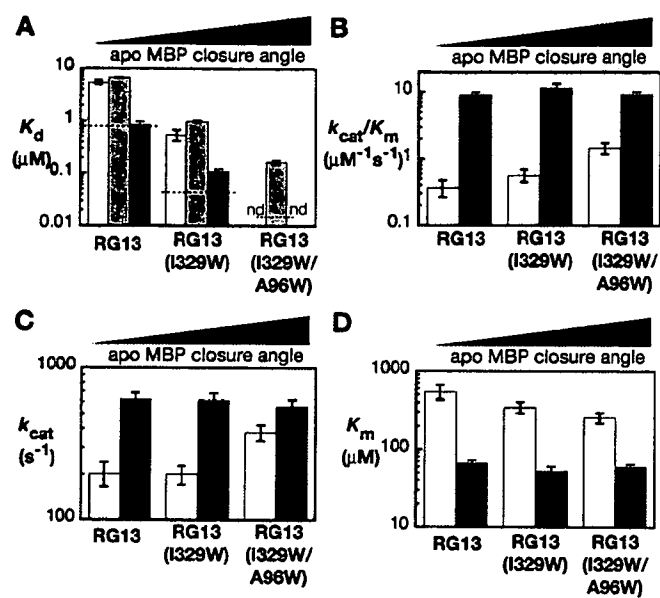 A
apo MBP closure angle
10
1
0.1
0.01
Kd
(μM)
nd
nd
RG13
RG13
(I329W)
RG13
(I329W/
A96W)
B
apo MBP closure angle
10
1
0.1
kcat/Km
(μM⁻¹s⁻¹)
RG13
RG13
(I329W)
RG13
(I329W/
A96W)
C
apo MBP closure angle
1000
100
kcat
(s⁻¹)
RG13
RG13
(I329W)
RG13
(I329W/
A96W)
D
apo MBP closure angle
1000
100
10
Km
(μM)
RG13
RG13
(I329W)
RG13
(I329W/
A96W)